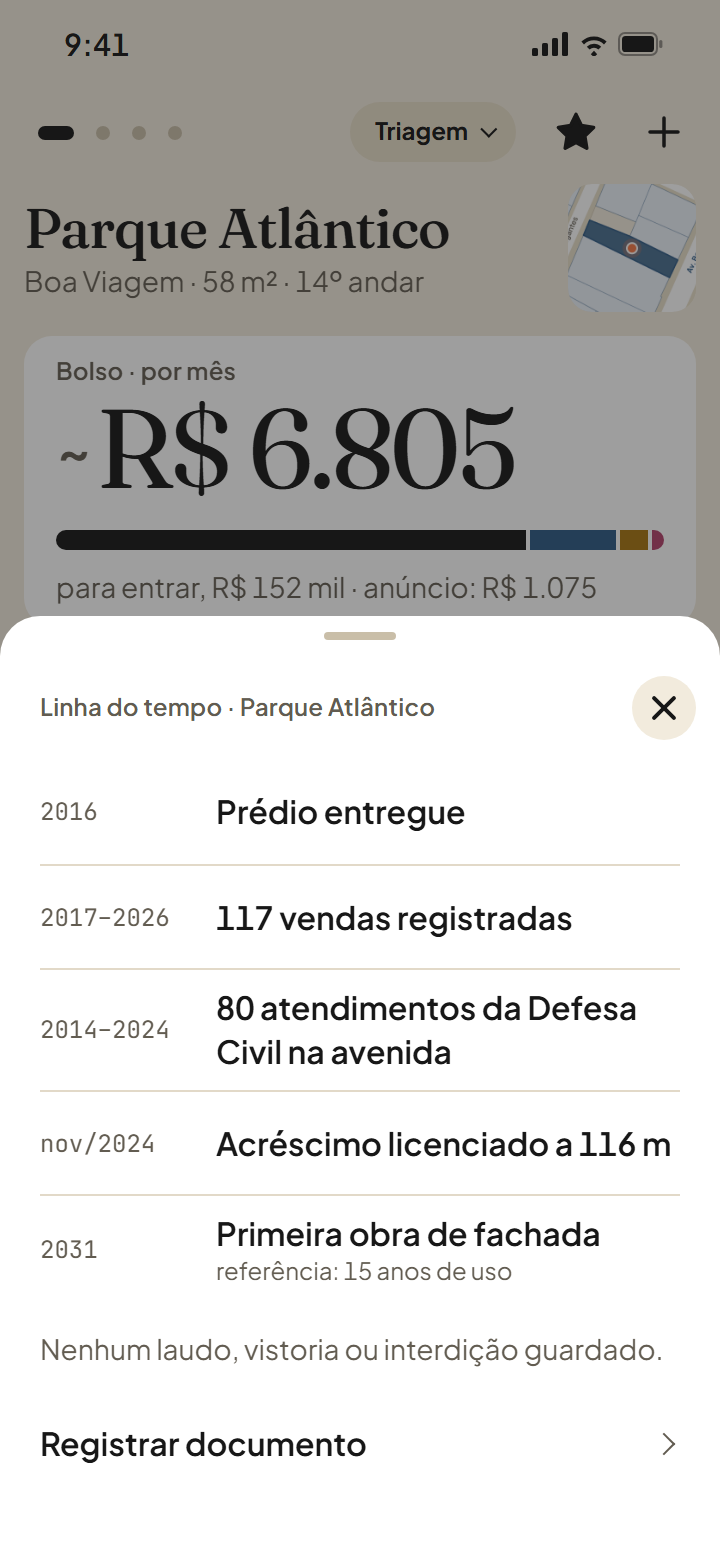 9:41
Triagem
Parque Atlântico
Boa Viagem · 58 m² · 14º andar
Bolso · por mês
~R$ 6.805
para entrar, R$ 152 mil · anúncio: R$ 1.075
Linha do tempo · Parque Atlântico
2016 Prédio entregue
2017–2026 117 vendas registradas
2014–2024 80 atendimentos da Defesa
Civil na avenida
nov/2024 Acréscimo licenciado a 116 m
2031 Primeira obra de fachada
referência: 15 anos de uso
Nenhum laudo, vistoria ou interdição guardado.
Registrar documento